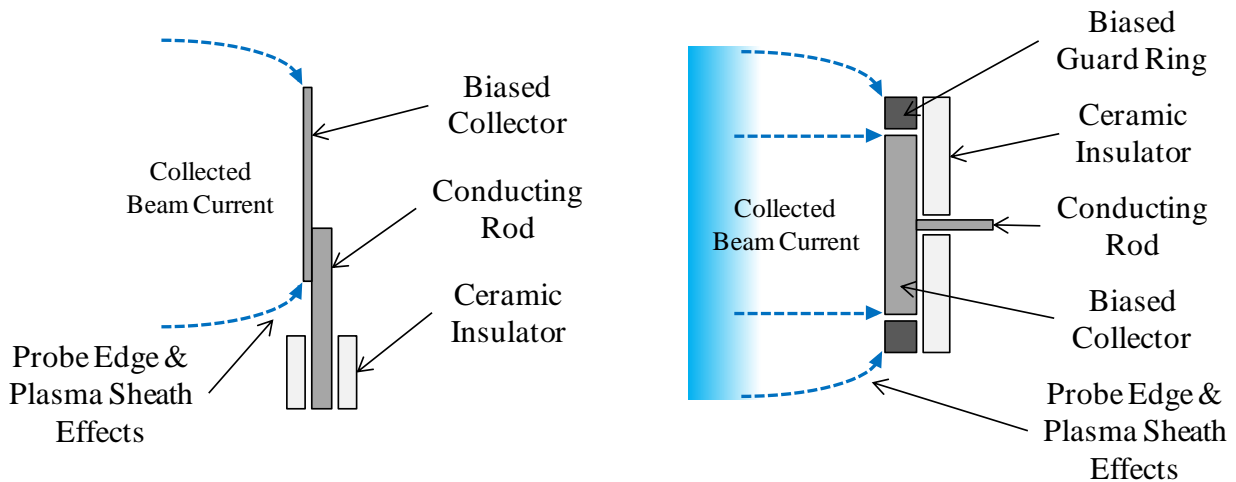 Biased
Collector
Collected
Beam Current
Conducting
Rod
Ceramic
Insulator
Probe Edge &
Plasma Sheath
Effects
Biased
Guard Ring
Ceramic
Insulator
Collected
Beam Current
Conducting
Rod
Biased
Collector
Probe Edge &
Plasma Sheath
Effects